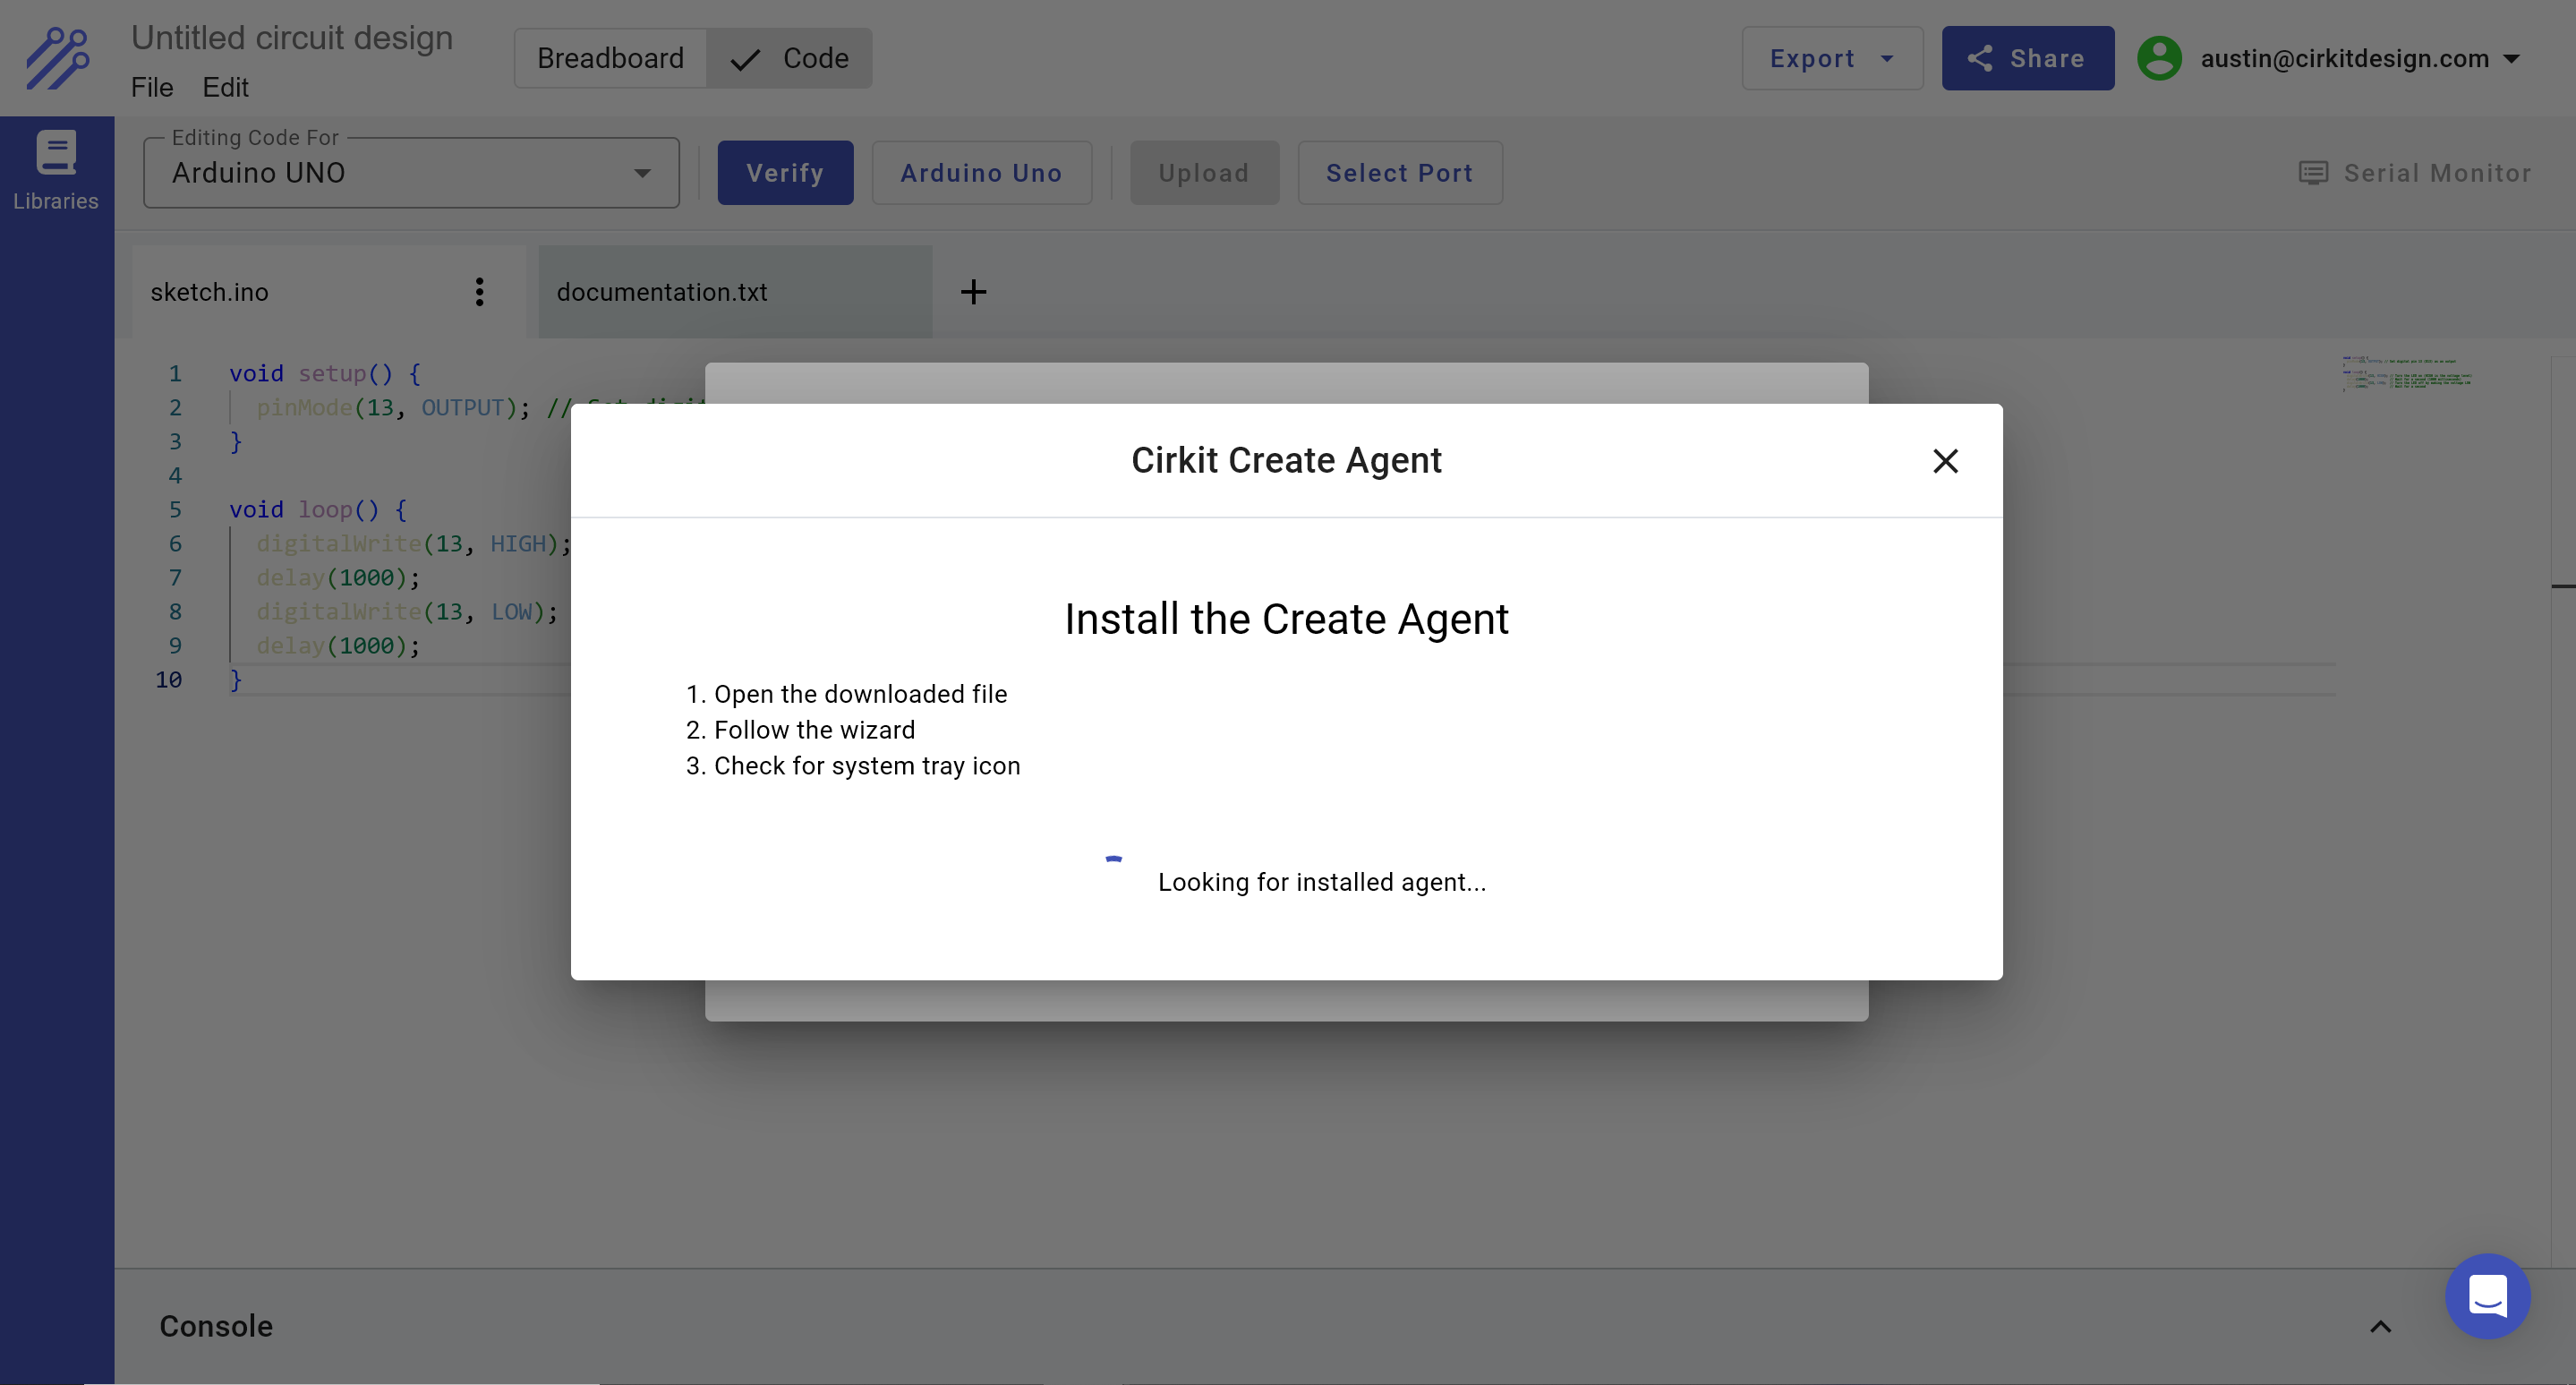 Untitled circuit design
File Edit
Breadboard Code
Export Share austin@cirkitdesign.com
Libraries
Editing Code For
Arduino UNO
Verify Arduino Uno Upload Select Port Serial Monitor
sketch.ino documentation.txt +
1 void setup() {
2 pinMode(13, OUTPUT); // Set digit
3 }
4
5 void loop() {
6 digitalWrite(13, HIGH);
7 delay(1000);
8 digitalWrite(13, LOW);
9 delay(1000);
10 }
Cirkit Create Agent
Install the Create Agent
1. Open the downloaded file
2. Follow the wizard
3. Check for system tray icon
Looking for installed agent...
Console